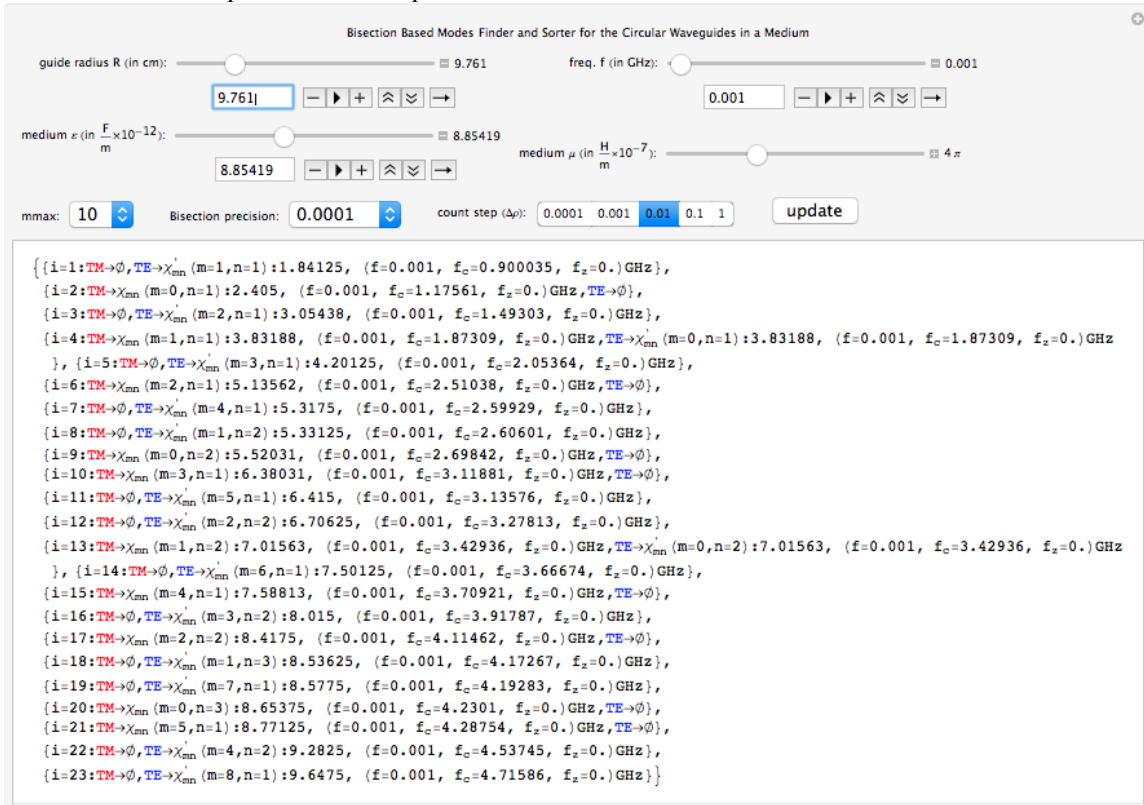 Bisection Based Modes Finder and Sorter for the Circular Waveguides in a Medium
guide radius R (in cm): 9.761 freq. f (in GHz): 0.001
9.761 0.001
medium ε (in F/m ×10⁻¹²): 8.85419
medium μ (in H/m ×10⁻⁷): 4 π
8.85419
mmax: 10 Bisection precision: 0.0001 count step (Δρ): 0.0001 0.001 0.01 0.1 1 update
{{i=1:TM→∅,TE→χ'mn (m=1,n=1):1.84125, (f=0.001, fc=0.900035, fz=0.)GHz},
{i=2:TM→χmn (m=0,n=1):2.405, (f=0.001, fc=1.17561, fz=0.)GHz,TE→∅},
{i=3:TM→∅,TE→χ'mn (m=2,n=1):3.05438, (f=0.001, fc=1.49303, fz=0.)GHz},
{i=4:TM→χmn (m=1,n=1):3.83188, (f=0.001, fc=1.87309, fz=0.)GHz,TE→χ'mn (m=0,n=1):3.83188, (f=0.001, fc=1.87309, fz=0.)GHz
}, {i=5:TM→∅,TE→χ'mn (m=3,n=1):4.20125, (f=0.001, fc=2.05364, fz=0.)GHz},
{i=6:TM→χmn (m=2,n=1):5.13562, (f=0.001, fc=2.51038, fz=0.)GHz,TE→∅},
{i=7:TM→∅,TE→χ'mn (m=4,n=1):5.3175, (f=0.001, fc=2.59929, fz=0.)GHz},
{i=8:TM→∅,TE→χ'mn (m=1,n=2):5.33125, (f=0.001, fc=2.60601, fz=0.)GHz},
{i=9:TM→χmn (m=0,n=2):5.52031, (f=0.001, fc=2.69842, fz=0.)GHz,TE→∅},
{i=10:TM→χmn (m=3,n=1):6.38031, (f=0.001, fc=3.11881, fz=0.)GHz,TE→∅},
{i=11:TM→∅,TE→χ'mn (m=5,n=1):6.415, (f=0.001, fc=3.13576, fz=0.)GHz},
{i=12:TM→∅,TE→χ'mn (m=2,n=2):6.70625, (f=0.001, fc=3.27813, fz=0.)GHz},
{i=13:TM→χmn (m=1,n=2):7.01563, (f=0.001, fc=3.42936, fz=0.)GHz,TE→χ'mn (m=0,n=2):7.01563, (f=0.001, fc=3.42936, fz=0.)GHz
}, {i=14:TM→∅,TE→χ'mn (m=6,n=1):7.50125, (f=0.001, fc=3.66674, fz=0.)GHz},
{i=15:TM→χmn (m=4,n=1):7.58813, (f=0.001, fc=3.70921, fz=0.)GHz,TE→∅},
{i=16:TM→∅,TE→χ'mn (m=3,n=2):8.015, (f=0.001, fc=3.91787, fz=0.)GHz},
{i=17:TM→χmn (m=2,n=2):8.4175, (f=0.001, fc=4.11462, fz=0.)GHz,TE→∅},
{i=18:TM→∅,TE→χ'mn (m=1,n=3):8.53625, (f=0.001, fc=4.17267, fz=0.)GHz},
{i=19:TM→∅,TE→χ'mn (m=7,n=1):8.5775, (f=0.001, fc=4.19283, fz=0.)GHz},
{i=20:TM→χmn (m=0,n=3):8.65375, (f=0.001, fc=4.2301, fz=0.)GHz,TE→∅},
{i=21:TM→χmn (m=5,n=1):8.77125, (f=0.001, fc=4.28754, fz=0.)GHz,TE→∅},
{i=22:TM→∅,TE→χ'mn (m=4,n=2):9.2825, (f=0.001, fc=4.53745, fz=0.)GHz},
{i=23:TM→∅,TE→χ'mn (m=8,n=1):9.6475, (f=0.001, fc=4.71586, fz=0.)GHz}}